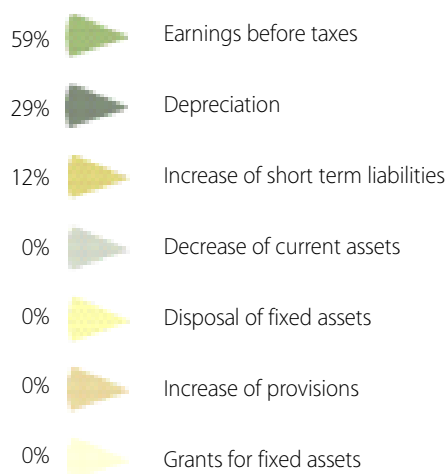 59% Earnings before taxes
29% Depreciation
12% Increase of short term liabilities
0% Decrease of current assets
0% Disposal of fixed assets
0% Increase of provisions
0% Grants for fixed assets